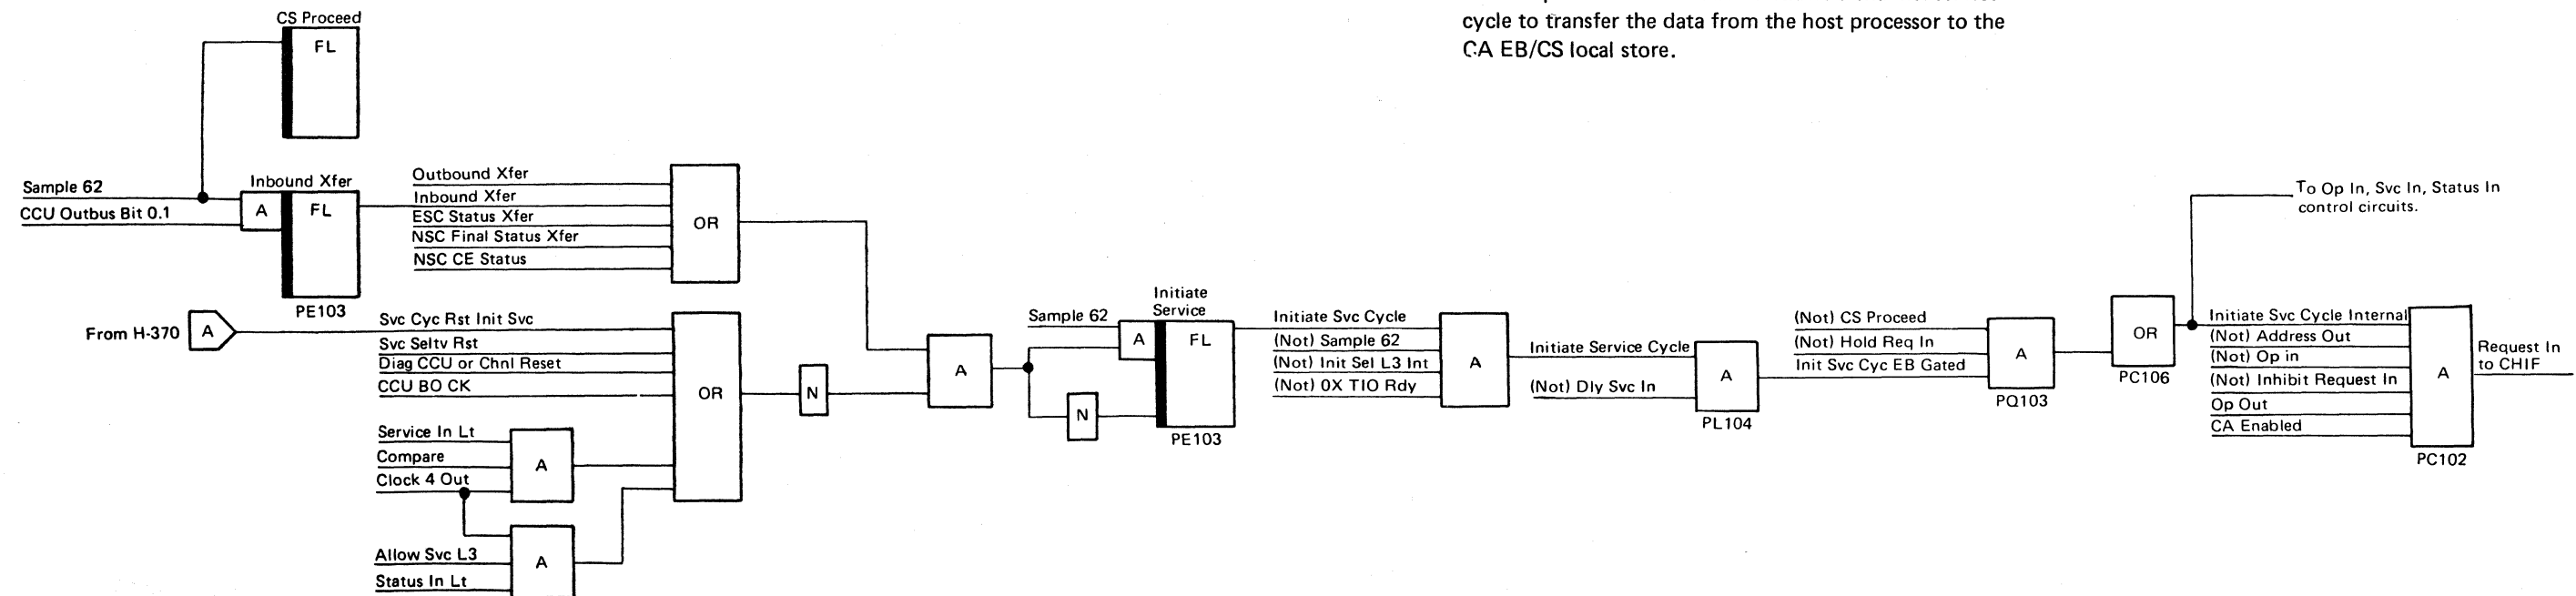 cycle to transfer the data from the host processor to the
CA EB/CS local store.
CS Proceed
FL
Sample 62
CCU Outbus Bit 0.1
Inbound Xfer
A
FL
PE103
Outbound Xfer
Inbound Xfer
ESC Status Xfer
NSC Final Status Xfer
NSC CE Status
OR
From H-370
A
Svc Cyc Rst Init Svc
Svc Seltv Rst
Diag CCU or Chnl Reset
CCU BO CK
OR
N
Service In Lt
Compare
Clock 4 Out
A
Allow Svc L3
Status In Lt
A
A
N
Sample 62
Initiate
Service
A
FL
PE103
Initiate Svc Cycle
(Not) Sample 62
(Not) Init Sel L3 Int
(Not) 0X TIO Rdy
A
Initiate Service Cycle
(Not) Dly Svc In
A
PL104
(Not) CS Proceed
(Not) Hold Req In
Init Svc Cyc EB Gated
A
PQ103
OR
PC106
To Op In, Svc In, Status In
control circuits.
Initiate Svc Cycle Internal
(Not) Address Out
(Not) Op in
(Not) Inhibit Request In
Op Out
CA Enabled
A
PC102
Request In
to CHIF